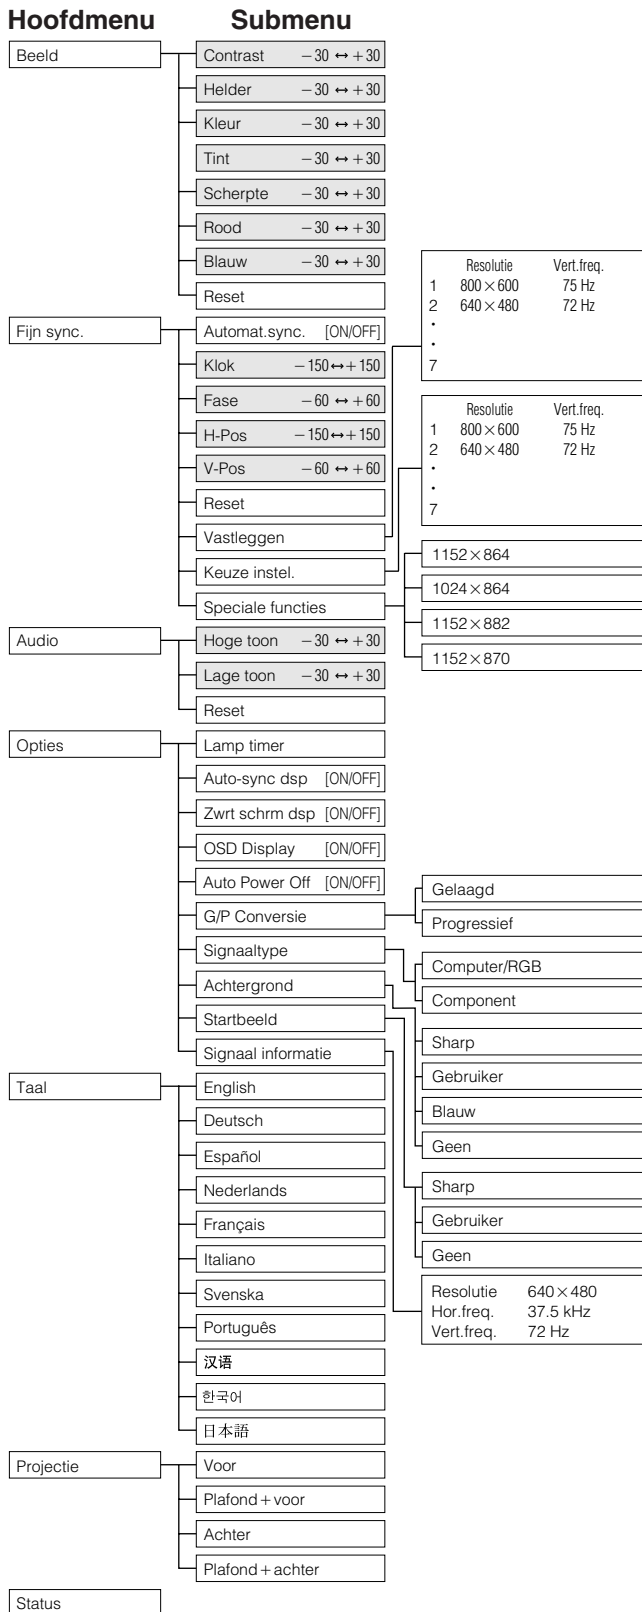 Hoofdmenu Submenu
Beeld
Contrast −30 ↔ +30
Helder −30 ↔ +30
Kleur −30 ↔ +30
Tint −30 ↔ +30
Scherpte −30 ↔ +30
Rood −30 ↔ +30
Blauw −30 ↔ +30
Reset
Fijn sync.
Automat.sync. [ON/OFF]
Klok −150↔+150
Fase −60 ↔ +60
H-Pos −150↔+150
V-Pos −60 ↔ +60
Reset
Vastleggen
Resolutie Vert.freq.
1 800×600 75 Hz
2 640×480 72 Hz
·
·
7
Keuze instel.
Resolutie Vert.freq.
1 800×600 75 Hz
2 640×480 72 Hz
·
·
7
Speciale functies
1152×864
1024×864
1152×882
1152×870
Audio
Hoge toon −30 ↔ +30
Lage toon −30 ↔ +30
Reset
Opties
Lamp timer
Auto-sync dsp [ON/OFF]
Zwrt schrm dsp [ON/OFF]
OSD Display [ON/OFF]
Auto Power Off [ON/OFF]
G/P Conversie
Gelaagd
Progressief
Signaaltype
Computer/RGB
Component
Achtergrond
Sharp
Gebruiker
Blauw
Geen
Startbeeld
Sharp
Gebruiker
Geen
Signaal informatie
Resolutie 640×480
Hor.freq. 37.5 kHz
Vert.freq. 72 Hz
Taal
English
Deutsch
Español
Nederlands
Français
Italiano
Svenska
Português
汉语
한국어
日本語
Projectie
Voor
Plafond+voor
Achter
Plafond+achter
Status